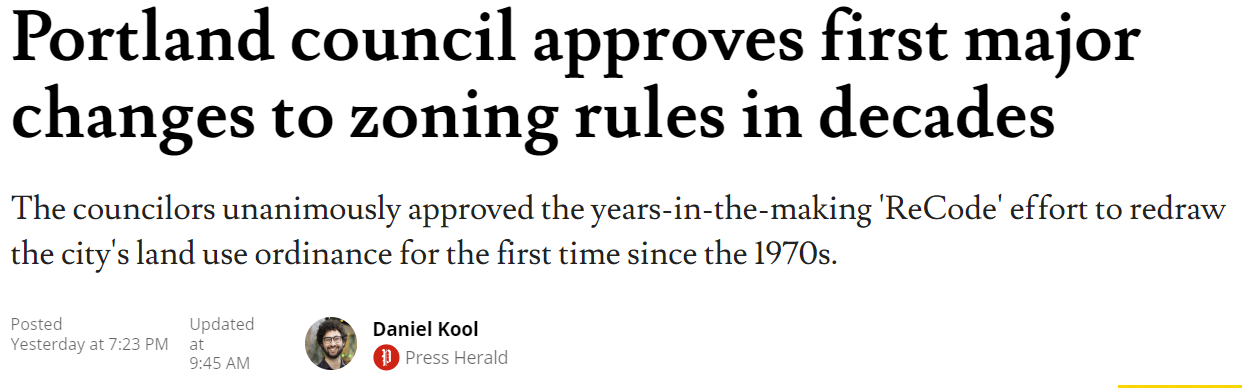 Portland council approves first major
changes to zoning rules in decades
The councilors unanimously approved the years-in-the-making 'ReCode' effort to redraw
the city's land use ordinance for the first time since the 1970s.
Posted
Yesterday at 7:23 PM
Updated
at
9:45 AM
Daniel Kool
P Press Herald